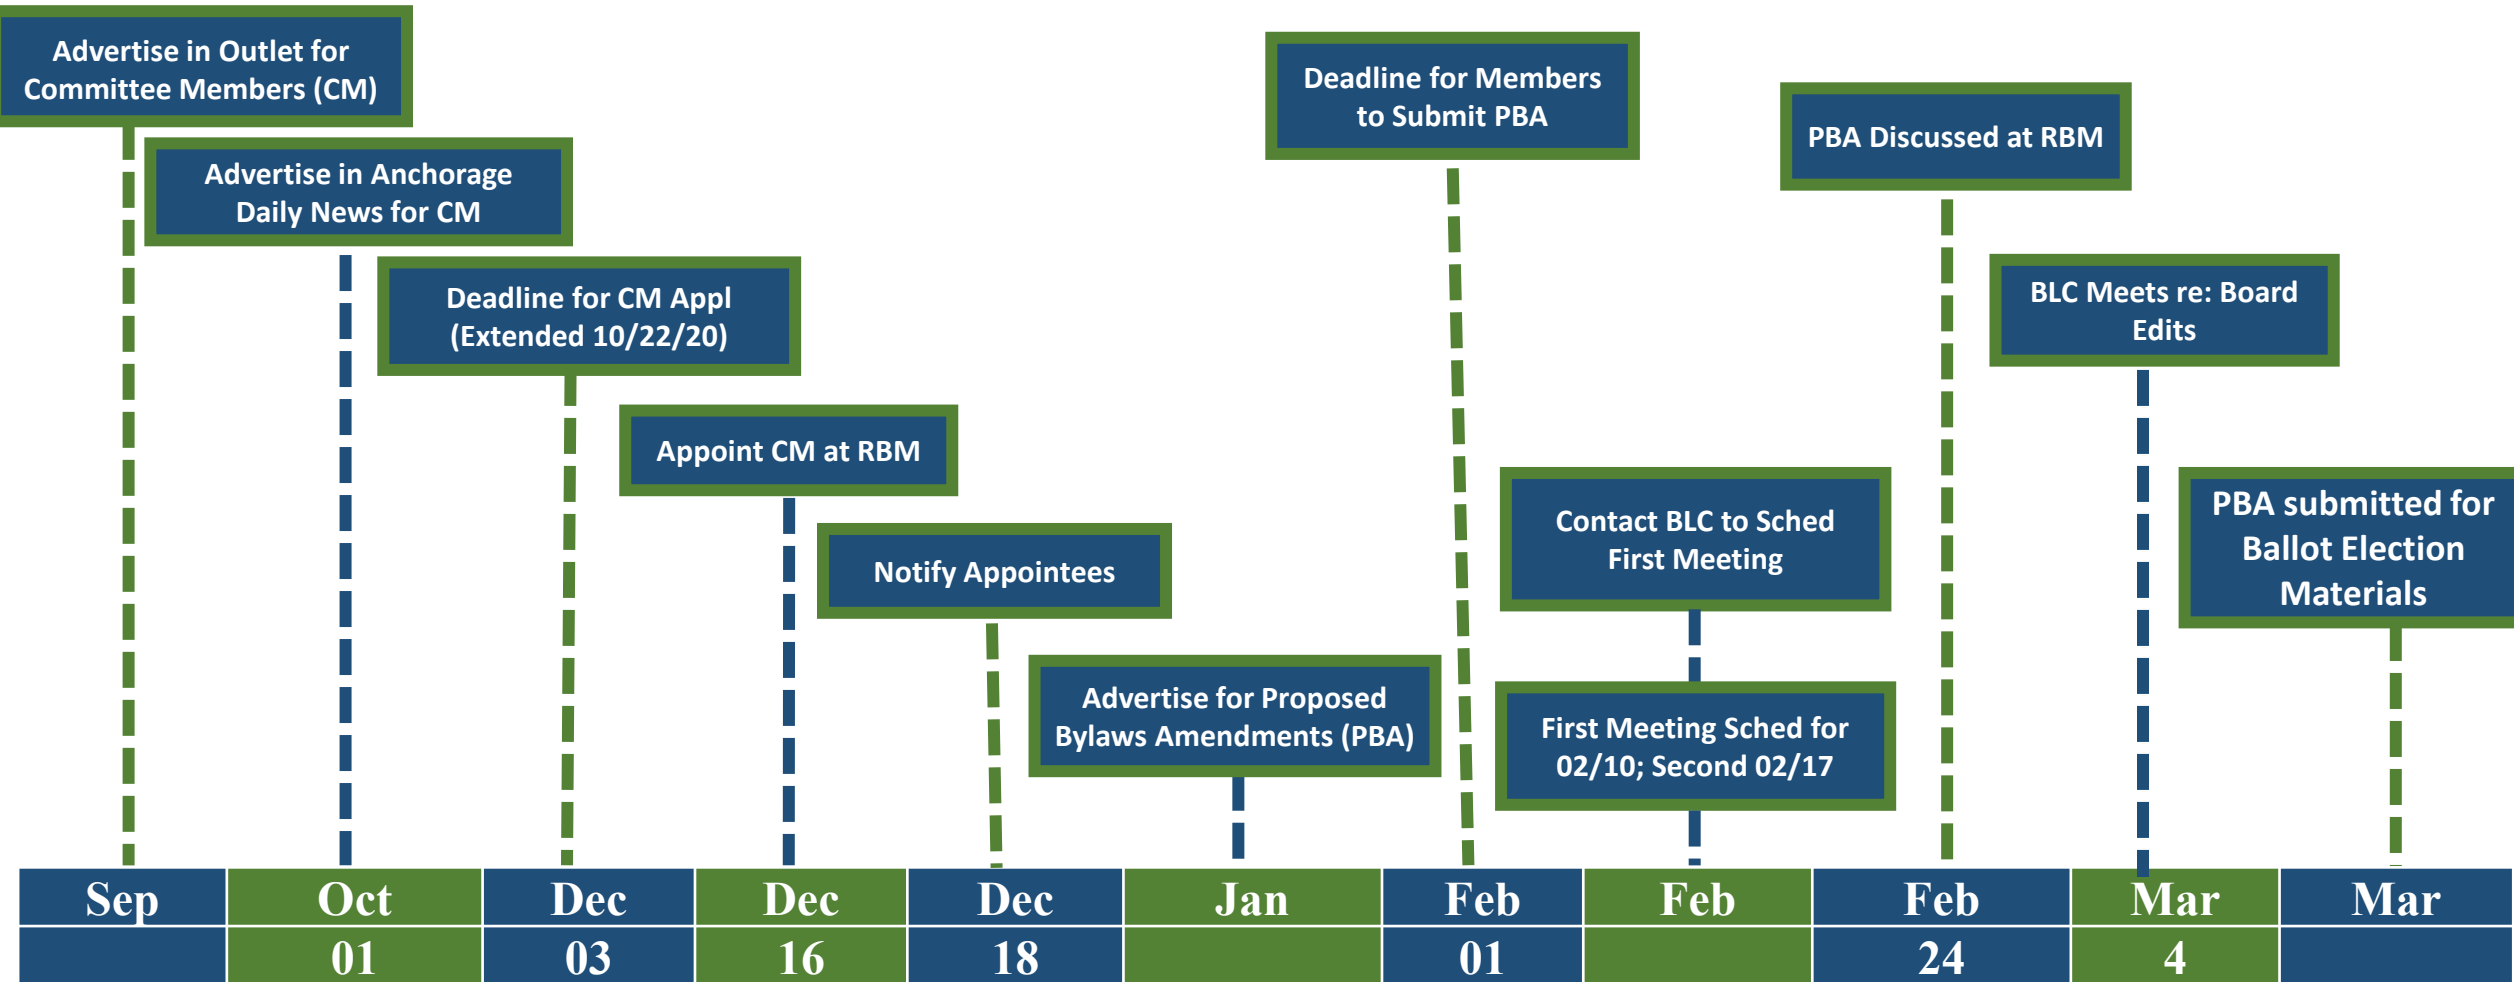 Advertise in Outlet for
Committee Members (CM)
Advertise in Anchorage
Daily News for CM
Deadline for CM Appl
(Extended 10/22/20)
Appoint CM at RBM
Notify Appointees
Advertise for Proposed
Bylaws Amendments (PBA)
Deadline for Members
to Submit PBA
Contact BLC to Sched
First Meeting
First Meeting Sched for
02/10; Second 02/17
PBA Discussed at RBM
BLC Meets re: Board
Edits
PBA submitted for
Ballot Election
Materials
Sep Oct Dec Dec Dec Jan Feb Feb Feb Mar Mar
01 03 16 18 01 24 4